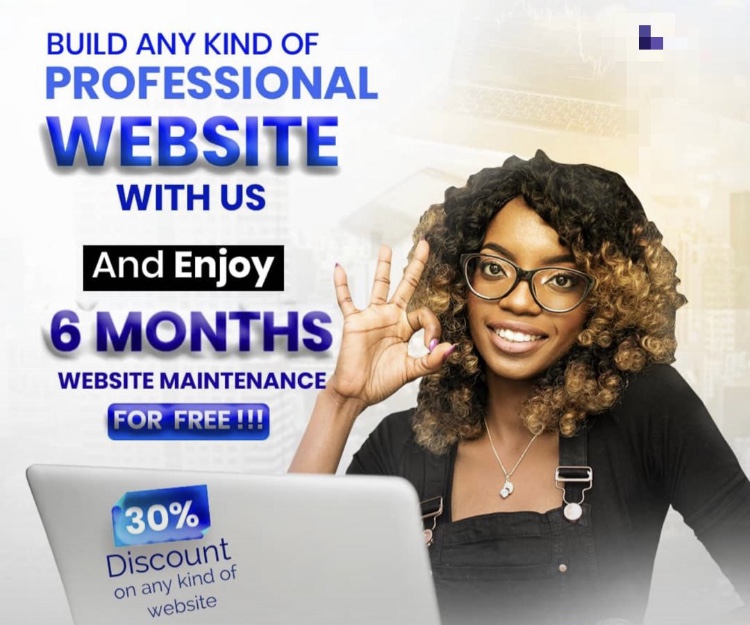 BUILD ANY KIND OF
PROFESSIONAL
WEBSITE
WITH US
And Enjoy
6 MONTHS
WEBSITE MAINTENANCE
FOR FREE!!!
30%
Discount
on any kind of
website